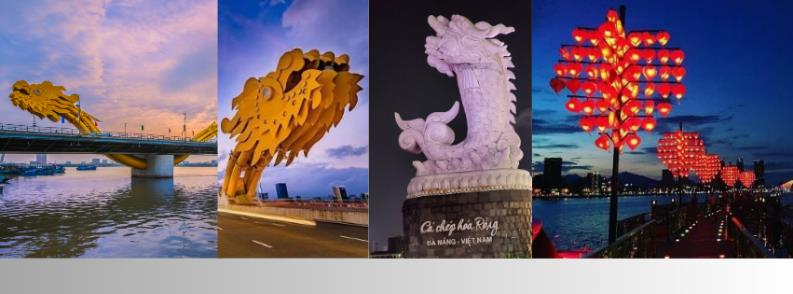 Cá chép hóa Rồng
ĐÀ NẴNG - VIỆT NAM